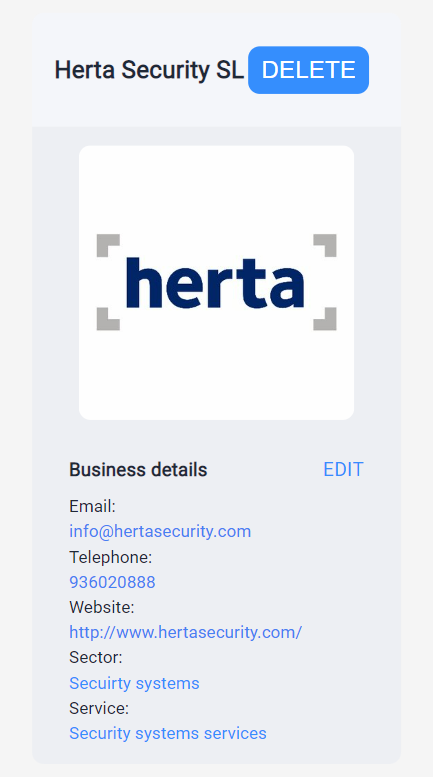 Herta Security SL DELETE
herta
Business details EDIT
Email:
info@hertasecurity.com
Telephone:
936020888
Website:
http://www.hertasecurity.com/
Sector:
Secuirty systems
Service:
Security systems services